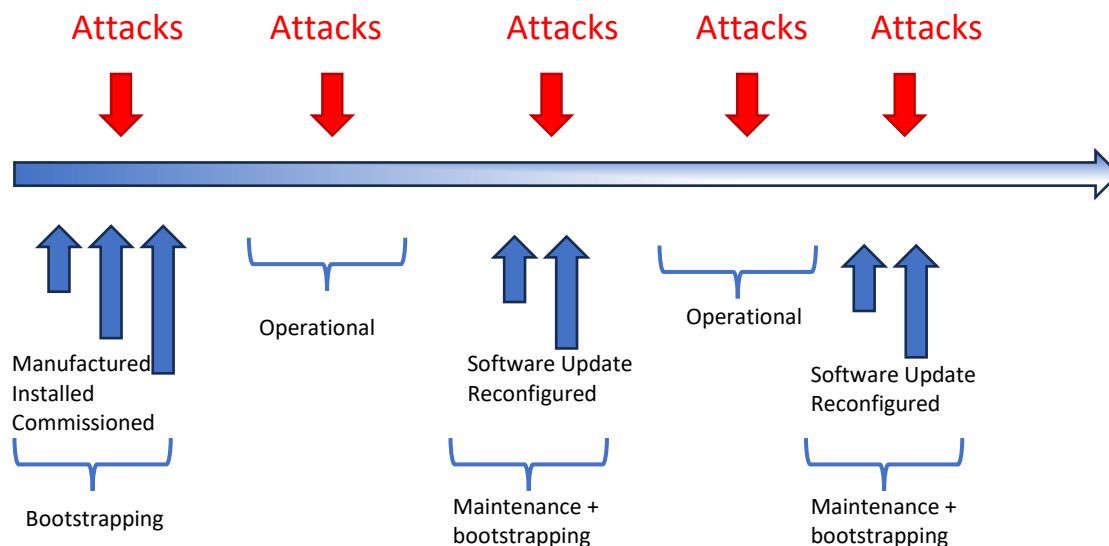 Attacks
Attacks
Attacks
Attacks
Attacks
Operational
Operational
Manufactured
Installed
Commissioned
Software Update
Reconfigured
Software Update
Reconfigured
Bootstrapping
Maintenance +
bootstrapping
Maintenance +
bootstrapping